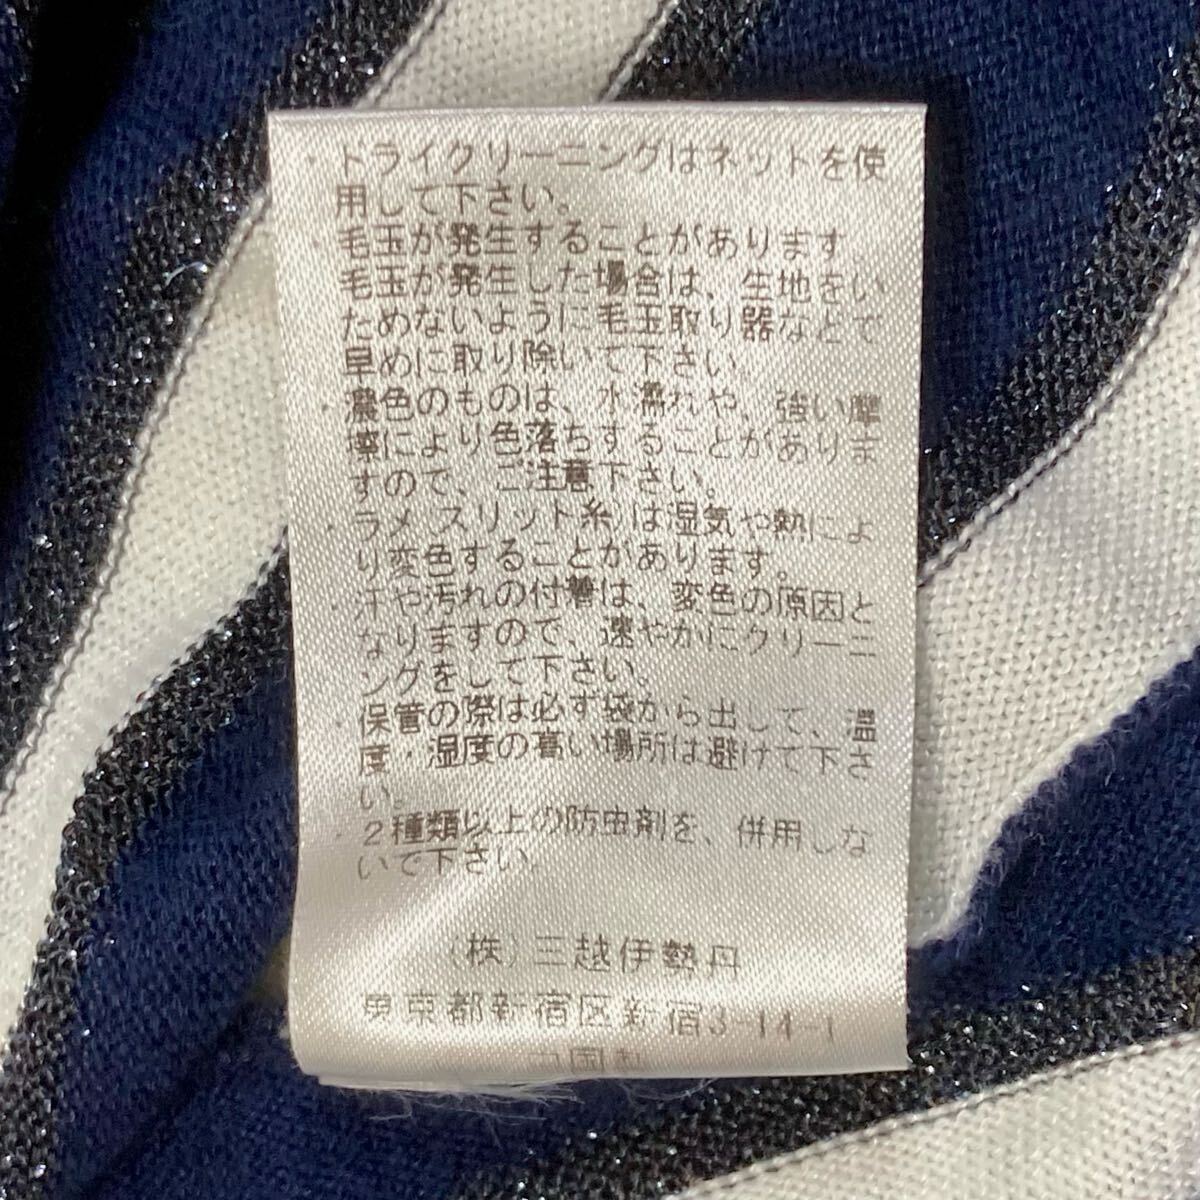 ・ドライクリーニングはネットを使
用して下さい。
・毛玉が発生することがあります。
毛玉が発生した場合は、生地をい
ためないように毛玉取り器などで
早めに取り除いて下さい。
・濃色のものは、水濡れや、強い摩
擦により色落ちすることがありま
すので、ご注意下さい。
・ラメ(スリット糸)は湿気や熱によ
り変色することがあります。
・汗や汚れの付着は、変色の原因と
なりますので、速やかにクリーニ
ングをして下さい。
・保管の際は必ず袋から出して、温
度・湿度の高い場所は避けて下さ
い。
・2種類以上の防虫剤を、併用しな
いで下さい。
(株)三越伊勢丹
東京都新宿区新宿3-14-1
中国製